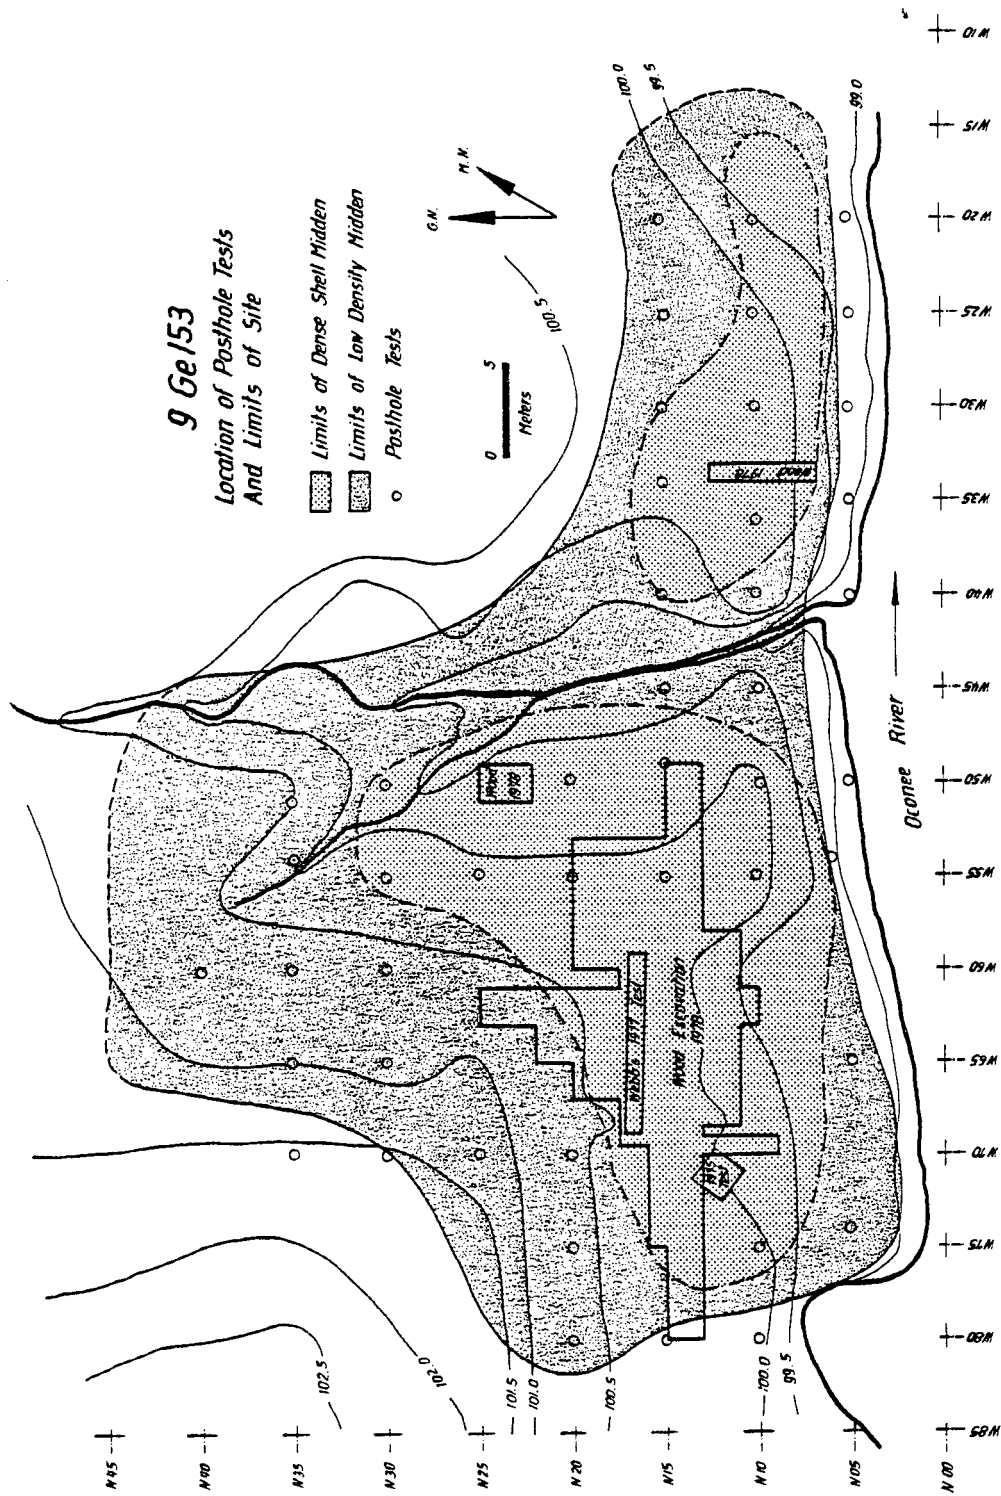 9 Ge 153
Location of Posthole Tests
And Limits of Site
Limits of Dense Shell Midden
Limits of Low Density Midden
Posthole Tests
0 5
Meters
G.N.
M.N.
100.0
99.5
99.0
100.5
102.5
102.0
101.5
101.0
100.5
100.0
99.5
Wood 1978
Wood Excavation
1978
Test
Oconee River
N45
N40
N35
N30
N25
N20
N15
N10
N05
N00
W85
W80
W75
W70
W65
W60
W55
W50
W45
W40
W35
W30
W25
W20
W15
W10